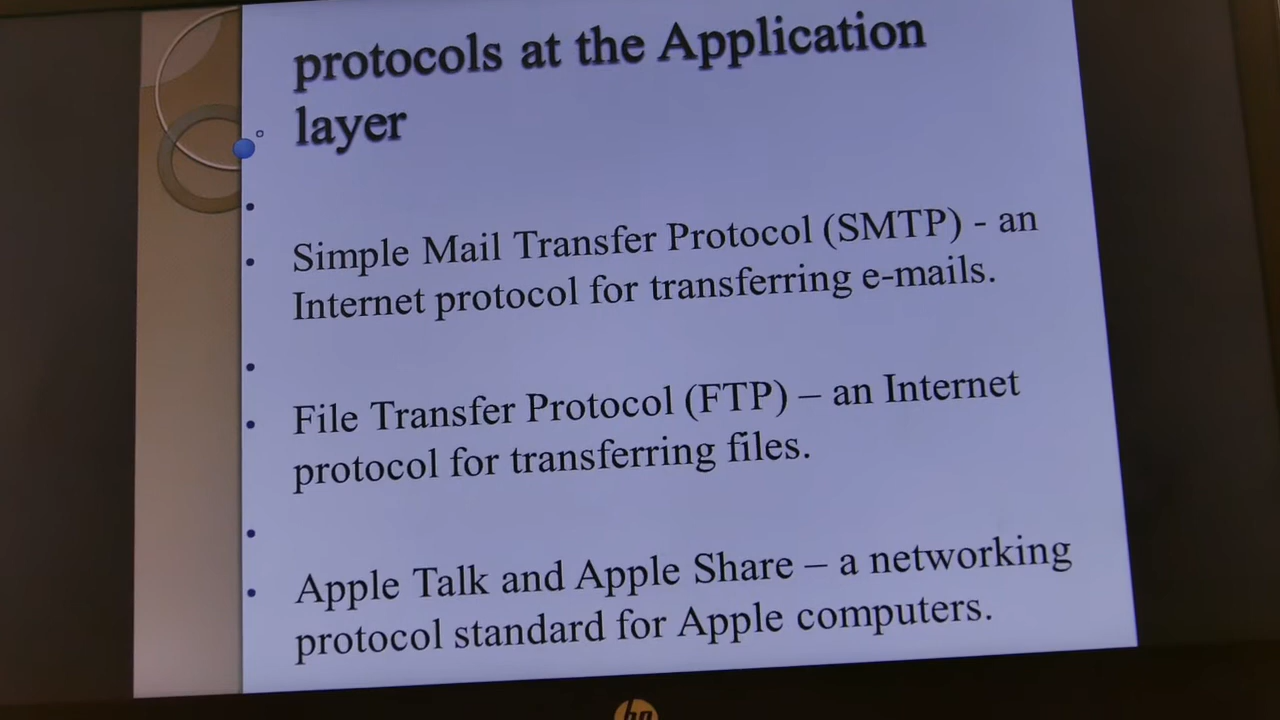 protocols at the Application
layer
Simple Mail Transfer Protocol (SMTP) - an
Internet protocol for transferring e-mails.
File Transfer Protocol (FTP) – an Internet
protocol for transferring files.
Apple Talk and Apple Share – a networking
protocol standard for Apple computers.
hp